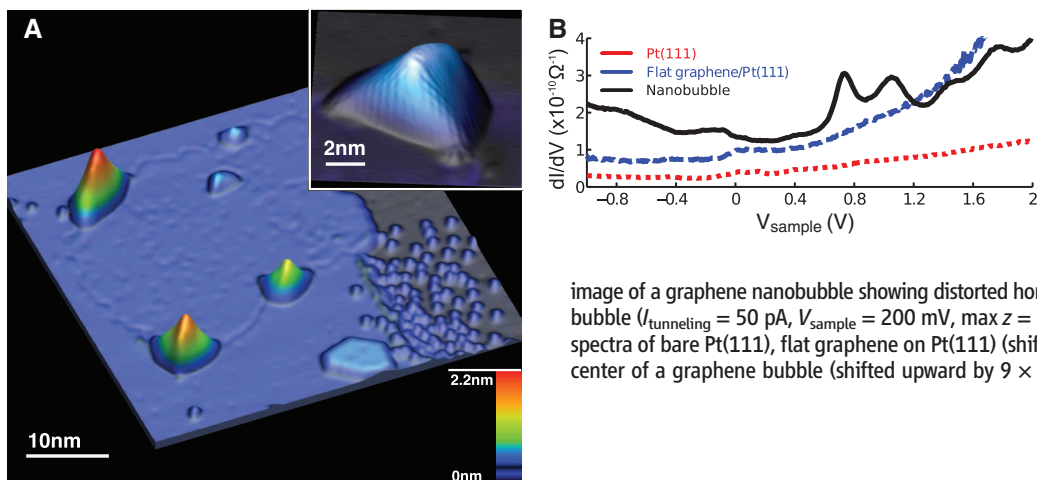 A
2nm
10nm
2.2nm
0nm
B
4
3
2
1
0
dI/dV (x10⁻¹⁰Ω⁻¹)
Pt(111)
Flat graphene/Pt(111)
Nanobubble
−0.8 −0.4 0 0.4 0.8 1.2 1.6 2
V_sample (V)
image of a graphene nanobubble showing distorted
bubble (I_tunneling = 50 pA, V_sample = 200 mV, max z =
spectra of bare Pt(111), flat graphene on Pt(111)
center of a graphene bubble (shifted upward by 9 ×